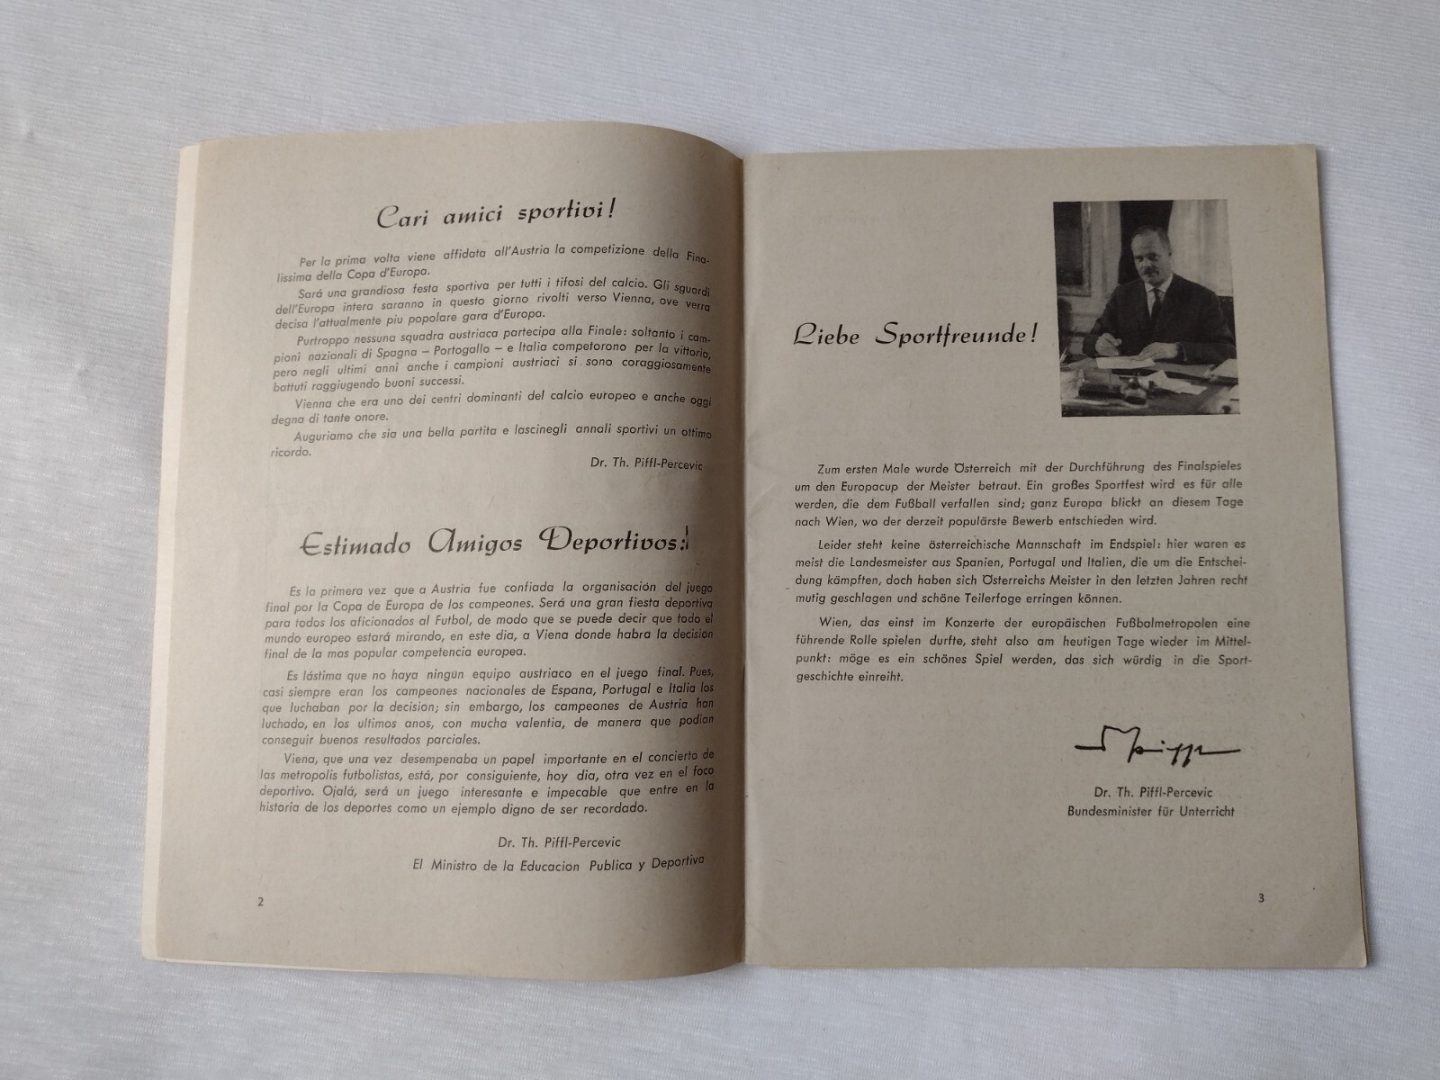 Cari amici sportivi!
Per la prima volta viene affidata all'Austria la competizione della Fina-
lissima della Copa d'Europa.
Sará una grandiosa festa sportiva per tutti i tifosi del calcio. Gli sguardi
dell'Europa intera saranno in questo giorno rivolti verso Vienna, ove verra
decisa l'attualmente piu popolare gara d'Europa.
Purtroppo nessuna squadra austriaca partecipa alla Finale: soltanto i cam-
pioni nazionali di Spagna — Portogallo — e Italia competorono per la vittoria,
pero negli ultimi anni anche i campioni austriaci si sono coraggiosamente
battuti raggiugendo buoni successi.
Vienna che era uno dei centri dominanti del calcio europeo e anche oggi
degna di tante onore.
Auguriamo che sia una bella partita e lascinegli annali sportivi un ottimo
ricordo.
Dr. Th. Piffl-Percevic
Estimado Amigos Deportivos:!
Es la primera vez que a Austria fue confiada la organisación del juego
final por la Copa de Europa de los campeones. Será una gran fiesta deportiva
para todos los aficionados al Futbol, de modo que se puede decir que todo el
mundo europeo estará mirando, en este dia, a Viena donde habra la decision
final de la mas popular competencia europea.
Es lástima que no haya ningun equipo austriaco en el juego final. Pues,
casi siempre eran los campeones nacionales de Espana, Portugal e Italia los
que luchaban por la decision; sin embargo, los campeones de Austria han
luchado, en los ultimos anos, con mucha valentia, de manera que podian
conseguir buenos resultados parciales.
Viena, que una vez desempenaba un papel importante en el concierto de
las metropolis futbolistas, está, por consiguiente, hoy dia, otra vez en el foco
deportivo. Ojalá, será un juego interesante e impecable que entre en la
historia de los deportes como un ejemplo digno de ser recordado.
Dr. Th. Piffl-Percevic
El Ministro de la Educacion Publica y Deportiva
2
Liebe Sportfreunde!
Zum ersten Male wurde Österreich mit der Durchführung des Finalspieles
um den Europacup der Meister betraut. Ein großes Sportfest wird es für alle
werden, die dem Fußball verfallen sind; ganz Europa blickt an diesem Tage
nach Wien, wo der derzeit populärste Bewerb entschieden wird.
Leider steht keine österreichische Mannschaft im Endspiel: hier waren es
meist die Landesmeister aus Spanien, Portugal und Italien, die um die Entschei-
dung kämpften, doch haben sich Österreichs Meister in den letzten Jahren recht
mutig geschlagen und schöne Teilerfoge erringen können.
Wien, das einst im Konzerte der europäischen Fußbolmetropolen eine
führende Rolle spielen durfte, steht also am heutigen Tage wieder im Mittel-
punkt: möge es ein schönes Spiel werden, das sich würdig in die Sport-
geschichte einreiht.
Dr. Th. Piffl-Percevic
Bundesminister für Unterricht
3